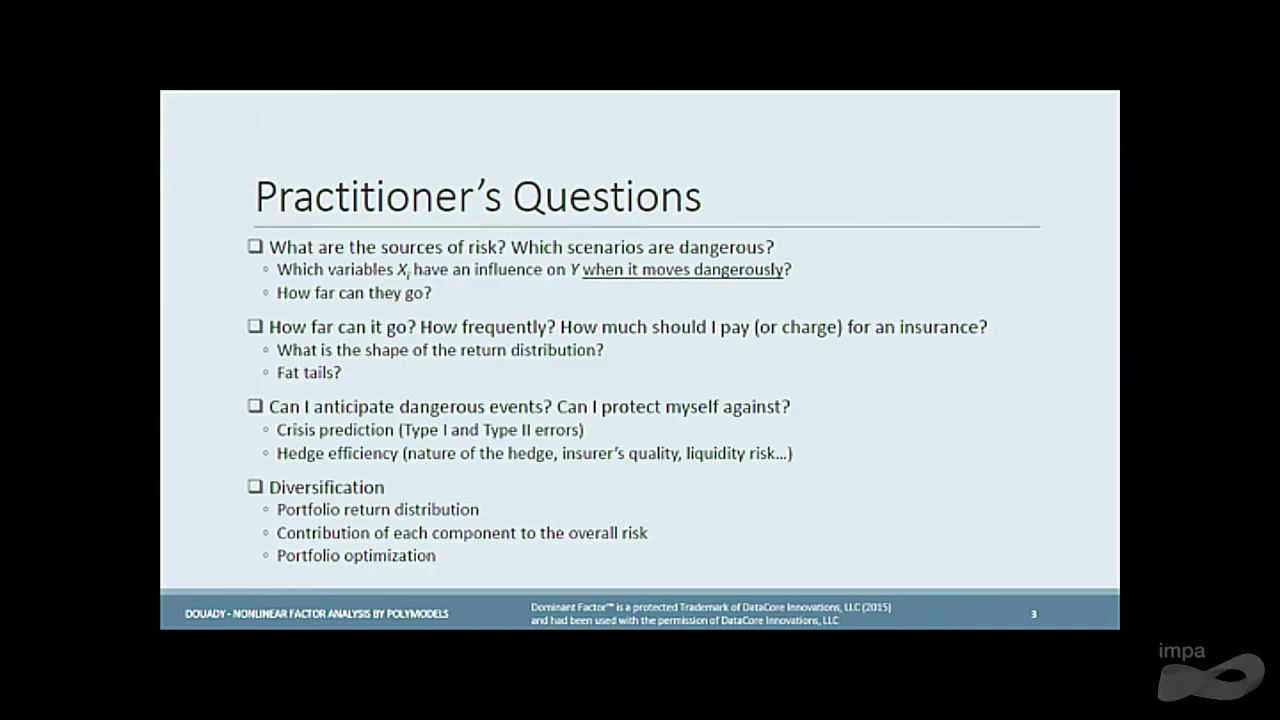 Practitioner’s Questions
❑ What are the sources of risk? Which scenarios are dangerous?
◦ Which variables Xi have an influence on Y when it moves dangerously?
◦ How far can they go?
❑ How far can it go? How frequently? How much should I pay (or charge) for an insurance?
◦ What is the shape of the return distribution?
◦ Fat tails?
❑ Can I anticipate dangerous events? Can I protect myself against?
◦ Crisis prediction (Type I and Type II errors)
◦ Hedge efficiency (nature of the hedge, insurer’s quality, liquidity risk…)
❑ Diversification
◦ Portfolio return distribution
◦ Contribution of each component to the overall risk
◦ Portfolio optimization
DOUADY - NONLINEAR FACTOR ANALYSIS BY POLYMODELS
Dominant Factor™ is a protected Trademark of DataCore Innovations, LLC (2015)
and had been used with the permission of DataCore Innovations, LLC
3
impa